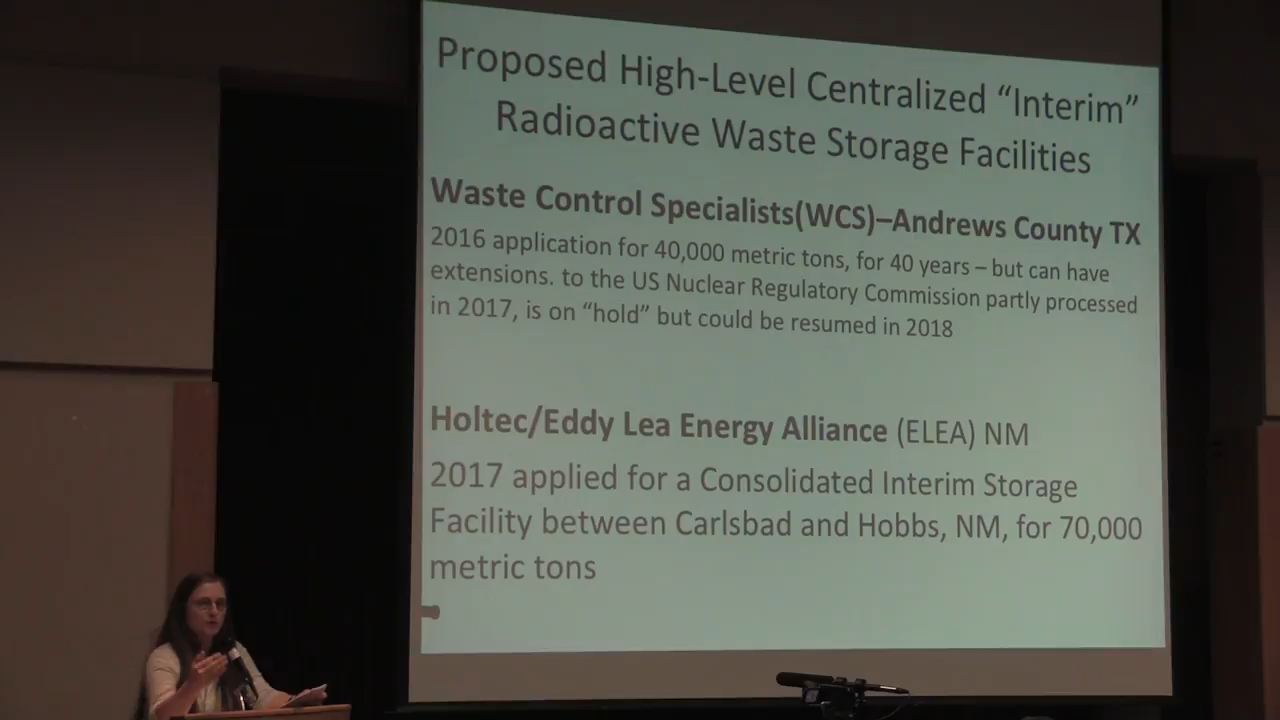 Proposed High-Level Centralized “Interim”
Radioactive Waste Storage Facilities
Waste Control Specialists(WCS)–Andrews County TX
2016 application for 40,000 metric tons, for 40 years – but can have
extensions. to the US Nuclear Regulatory Commission partly processed
in 2017, is on “hold” but could be resumed in 2018
Holtec/Eddy Lea Energy Alliance (ELEA) NM
2017 applied for a Consolidated Interim Storage
Facility between Carlsbad and Hobbs, NM, for 70,000
metric tons